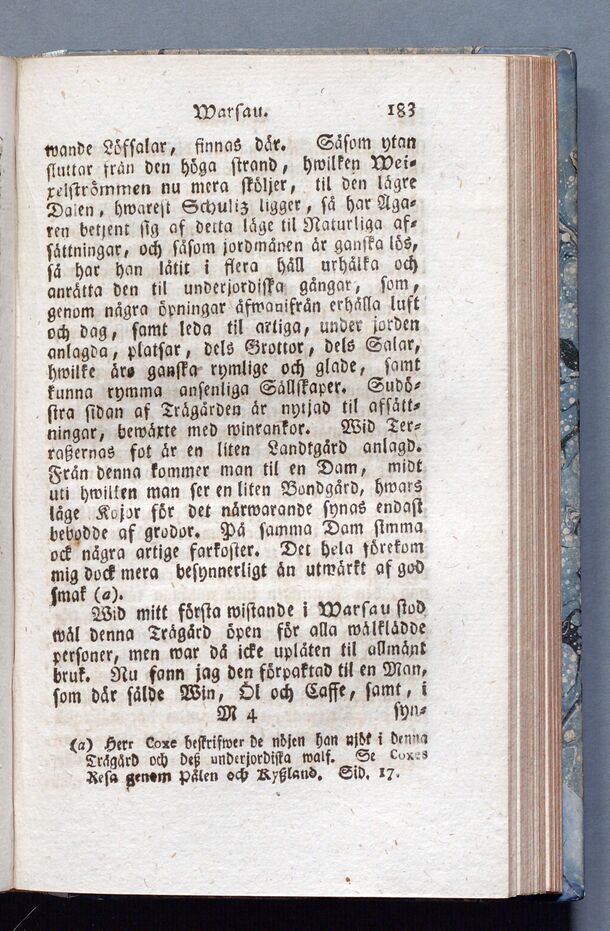 Warsau. 183
wande Löfsalar, finnas där. Såsom ytan
sluttar från den höga strand, hwilken Wei-
xelströmmen nu mera sköljer, til den lägre
Dalen, hwarest Schuliz ligger, så har Äga-
ren betjent sig af detta läge til Naturliga af-
sättningar, och såsom jordmånen är ganska lös,
så har han låtit i flera håll urhålka och
anrätta den til underjordiska gångar, som,
genom några öpningar äfwanifrån erhålla luft
och dag, samt leda til artiga, under jorden
anlagda, platsar, dels Grottor, dels Salar,
hwilke äro ganska rymlige och glade, samt
kunna rymma ansenliga Sällskaper. Sudö-
stra sidan af Trägården är nytjad til afsätt-
ningar, bewäxte med winrankor. Wid Ter-
raßernas fot är en liten Landtgård anlagd.
Från denna kommer man til en Dam, midt
uti hwilken man ser en liten Bondgård, hwars
läge Kojor för det närwarande synas endast
bebodde af grodor. På samma Dam simma
ock några artige farkoster. Det hela förekom
mig dock mera besynnerligt än utwärkt af god
smak (a).
Wid mitt första wistande i Warsau stod
wäl denna Trägård öpen för alla wälklädde
personer, men war då icke upläten til allmänt
bruk. Nu fann jag den förpaktad til en Man,
som där sålde Win, Öl och Caffe, samt, i
M 4 syn-
(a) Herr Coxe beskrifwer de nöjen han njöt i denna
Trägård och deß underjordiska walf. Se Coxes
Resa genom Pålen och Ryßland. Sid. 17.